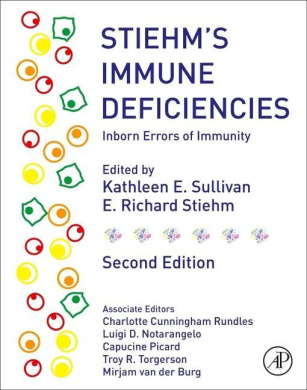 STIEHM'S
IMMUNE
DEFICIENCIES
Inborn Errors of Immunity
Edited by
Kathleen E. Sullivan
E. Richard Stiehm
Second Edition
Associate Editors
Charlotte Cunningham Rundles
Luigi D. Notarangelo
Capucine Picard
Troy R. Torgerson
Mirjam van der Burg
AP